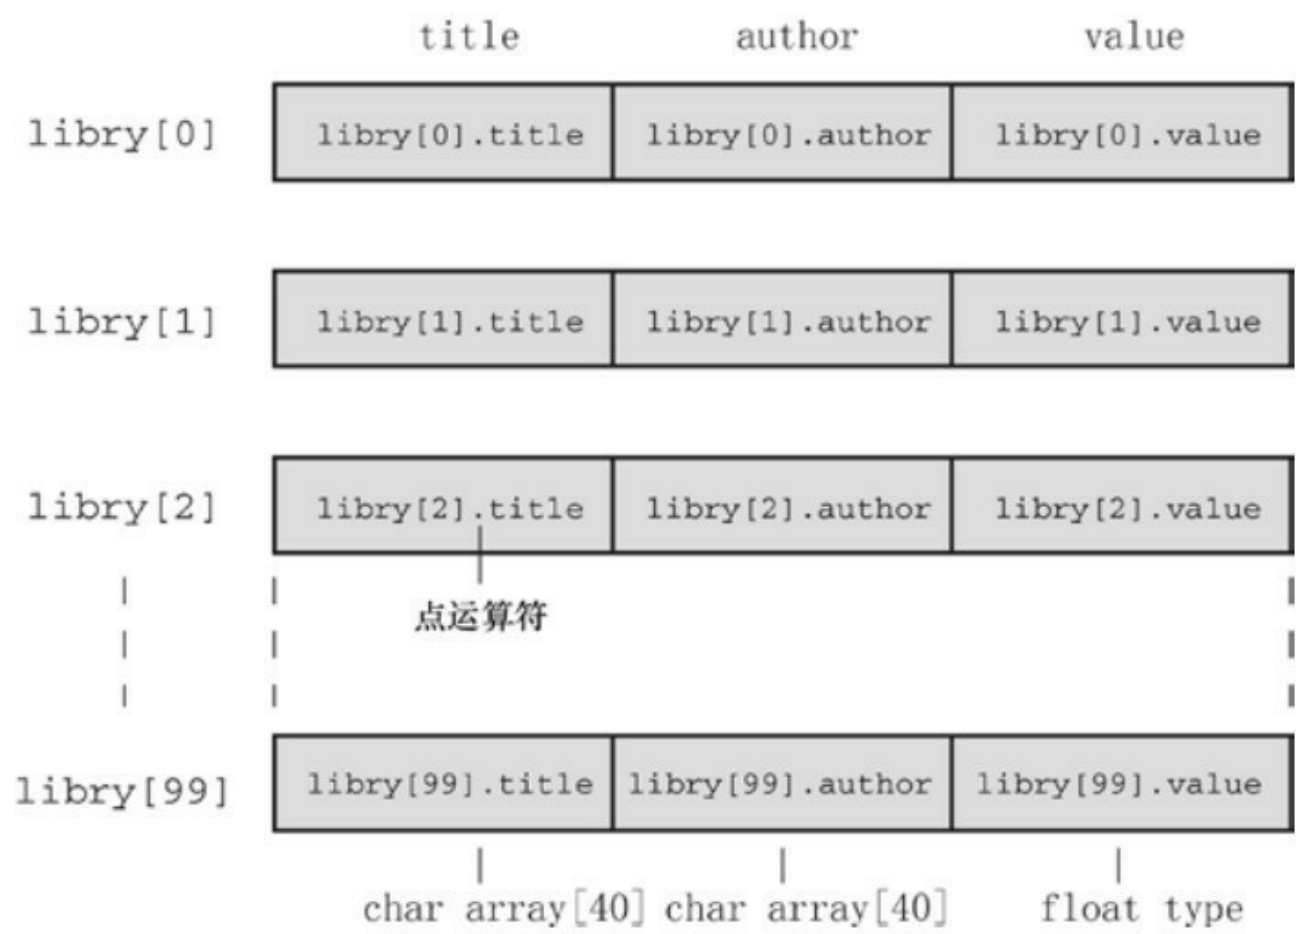 title author value
libry[0] libry[0].title libry[0].author libry[0].value
libry[1] libry[1].title libry[1].author libry[1].value
libry[2] libry[2].title libry[2].author libry[2].value
点运算符
libry[99] libry[99].title libry[99].author libry[99].value
char array[40] char array[40] float type